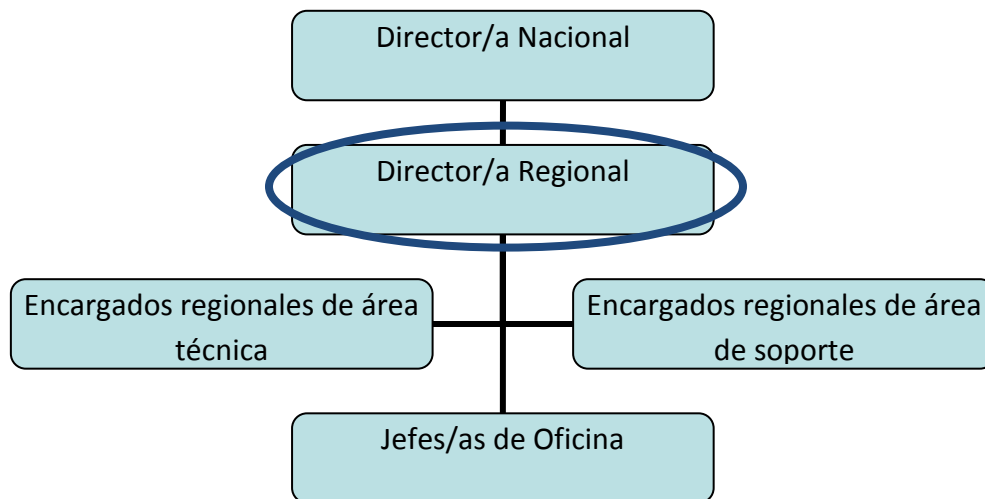 Director/a Nacional
Director/a Regional
Encargados regionales de área
técnica
Encargados regionales de área
de soporte
Jefes/as de Oficina